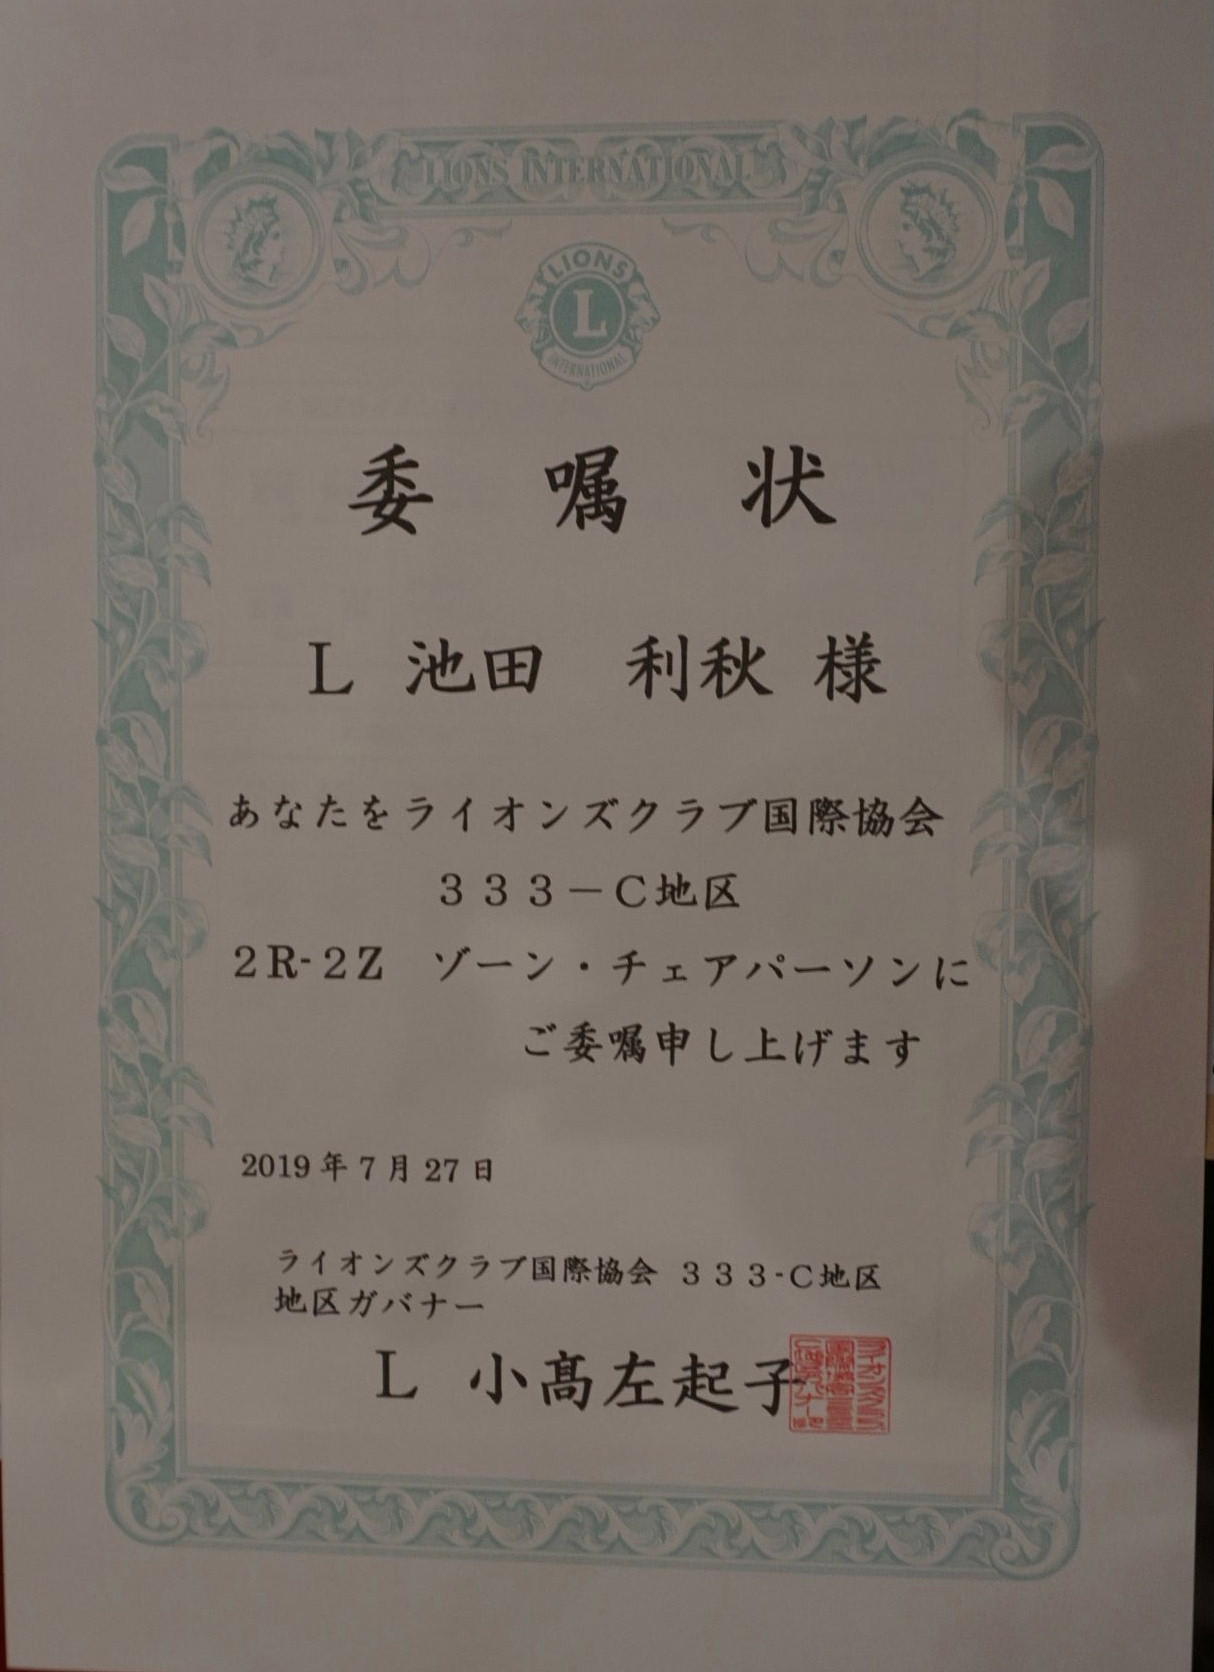 LIONS INTERNATIONAL
LIONS
L
INTERNATIONAL
委嘱状
L 池田 利秋 様
あなたをライオンズクラブ国際協会
333-C地区
2R-2Z ゾーン・チェアパーソンに
ご委嘱申し上げます
2019年7月27日
ライオンズクラブ国際協会 333-C地区
地区ガバナー
L 小髙左起子